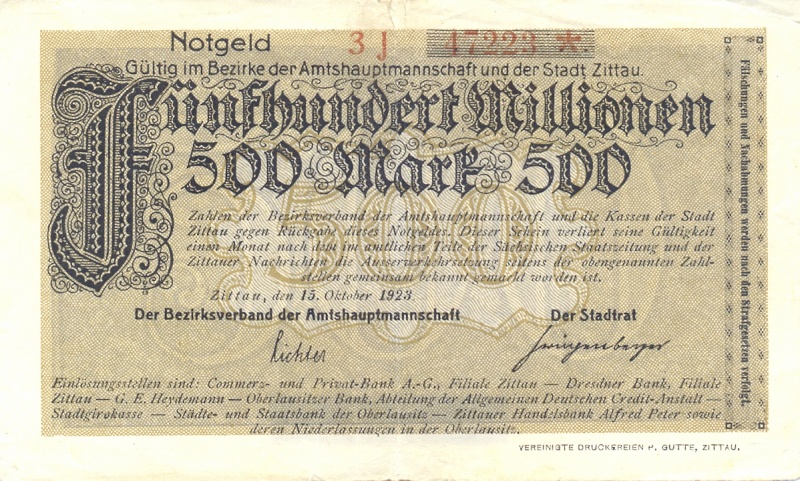 Notgeld 3 J 47223 *
Gültig im Bezirke der Amtshauptmannschaft und der Stadt Zittau.
Fünfhundert Millionen
500 Mark 500
500
Zahlen der Bezirksverband der Amtshauptmannschaft und die Kassen der Stadt
Zittau gegen Rückgabe dieses Notgeldes. Dieser Schein verliert seine Gültigkeit
einen Monat nach dem im amtlichen Teile der Sächsischen Staatszeitung und der
Zittauer Nachrichten die Ausserverkehrsetzung seitens der obengenannten Zahl-
stellen gemeinsam bekannt gemacht worden ist.
Zittau, den 15. Oktober 1923.
Der Bezirksverband der Amtshauptmannschaft Der Stadtrat
Richter
Einlösungsstellen sind: Commerz- und Privat-Bank A.-G., Filiale Zittau — Dresdner Bank, Filiale
Zittau — G. E. Heydemann — Oberlausitzer Bank, Abteilung der Allgemeinen Deutschen Credit-Anstalt —
Stadtgirokasse — Städte- und Staatsbank der Oberlausitz — Zittauer Handelsbank Alfred Peter sowie
deren Niederlassungen in der Oberlausitz.
Fälschungen und Nachahmungen werden nach den Strafgesetzen verfolgt.
VEREINIGTE DRUCKEREIEN P. GUTTE, ZITTAU.